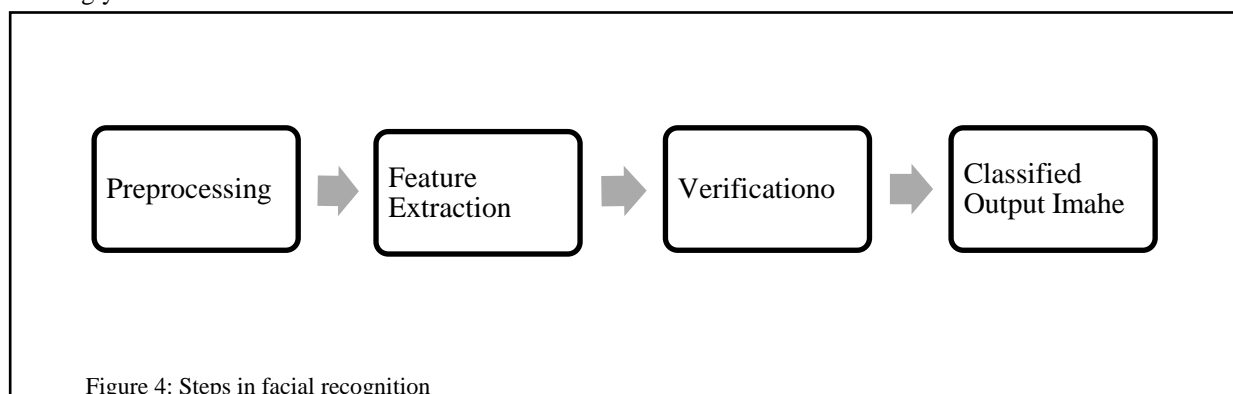 Preprocessing
Feature
Extraction
Verificationo
Classified
Output Imahe
Figure 4: Steps in facial recognition